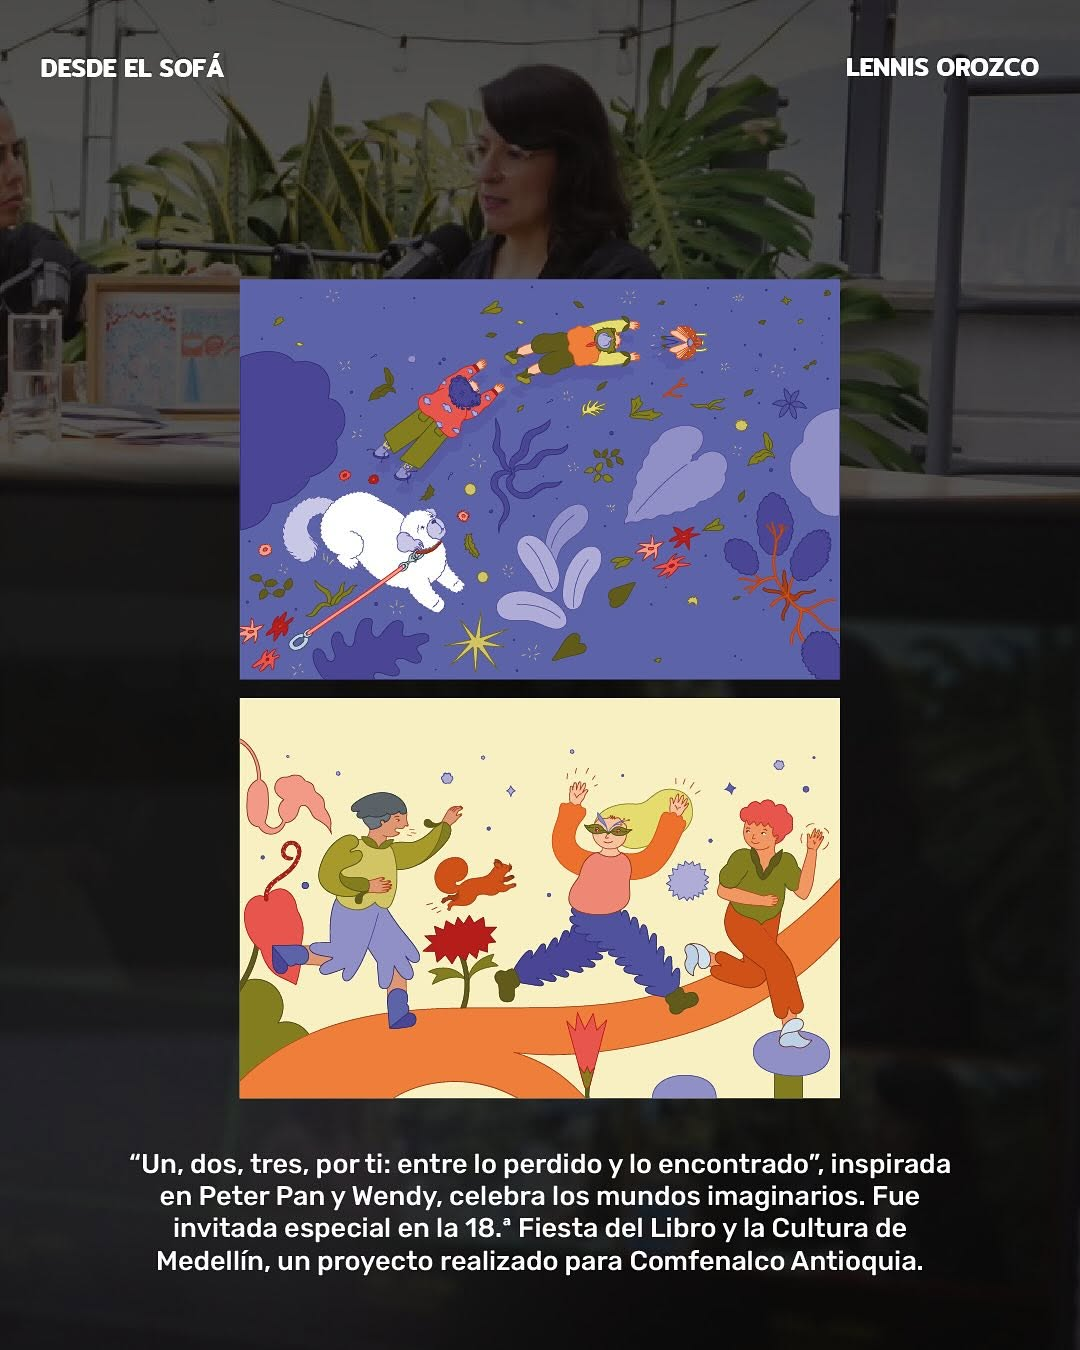 DESDE EL SOFÁ
LENNIS OROZCO
“Un, dos, tres, por ti: entre lo perdido y lo encontrado”, inspirada
en Peter Pan y Wendy, celebra los mundos imaginarios. Fue
invitada especial en la 18.ª Fiesta del Libro y la Cultura de
Medellín, un proyecto realizado para Comfenalco Antioquia.